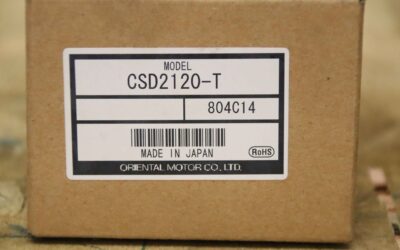 MODEL
CSD2120-T
804C14
MADE IN JAPAN
RoHS
ORIENTAL MOTOR CO., LTD.